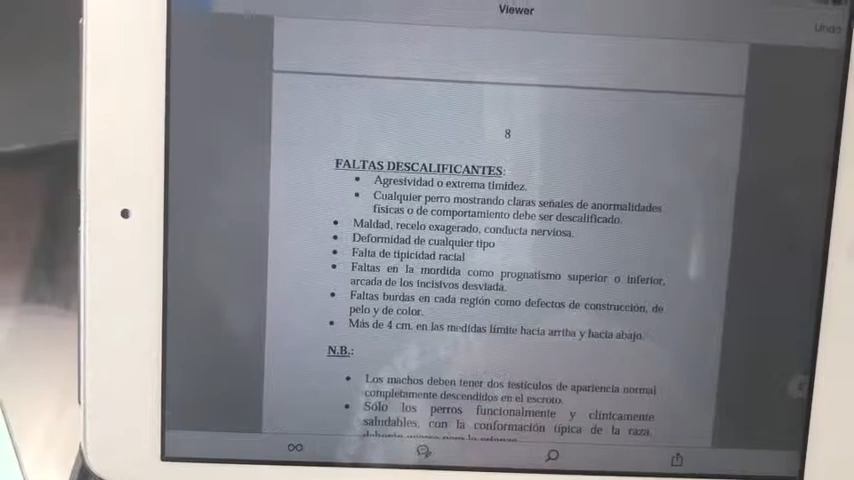 Viewer
8
FALTAS DESCALIFICANTES:
• Agresividad o extrema timidez.
• Cualquier perro mostrando claras señales de anormalidades
físicas o de comportamiento debe ser descalificado.
• Maldad, recelo exagerado, conducta nerviosa.
• Deformidad de cualquier tipo
• Falta de tipicidad racial
• Faltas en la mordida como prognatismo superior o inferior,
arcada de los incisivos desviada.
• Faltas burdas en cada región como defectos de construcción, de
pelo y de color.
• Más de 4 cm. en las medidas límite hacia arriba y hacia abajo.
N.B.:
• Los machos deben tener dos testículos de apariencia normal
completamente descendidos en el escroto.
• Sólo los perros funcionalmente y clínicamente
saludables, con la conformación típica de la raza,